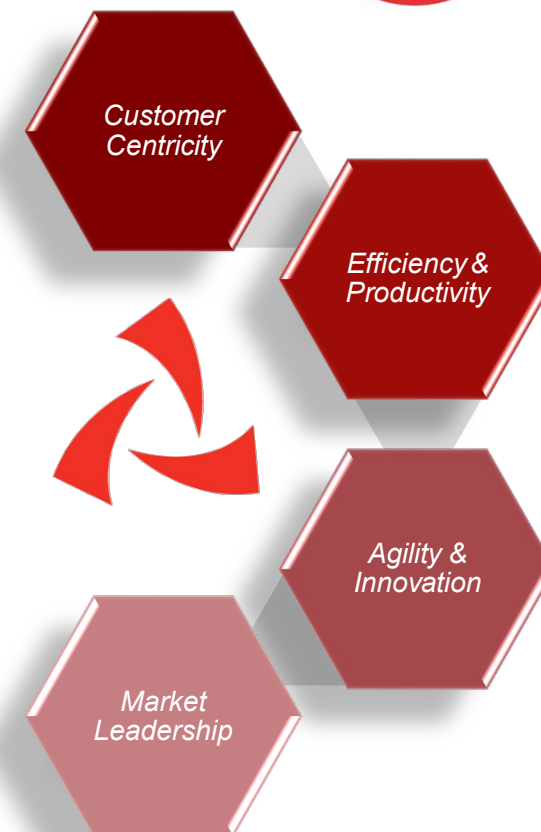 Customer
Centricity
Efficiency &
Productivity
Agility &
Innovation
Market
Leadership